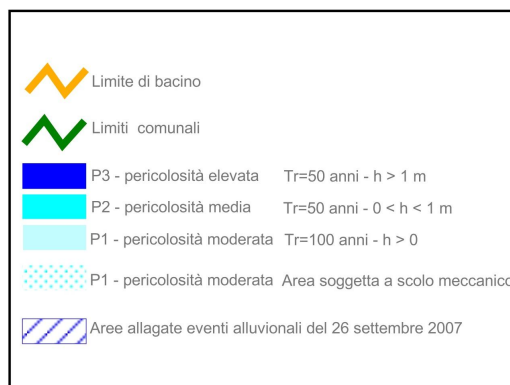 Limite di bacino
Limiti comunali
P3 - pericolosità elevata Tr=50 anni - h > 1 m
P2 - pericolosità media Tr=50 anni - 0 < h < 1 m
P1 - pericolosità moderata Tr=100 anni - h > 0
P1 - pericolosità moderata Area soggetta a scolo meccanico
Aree allagate eventi alluvionali del 26 settembre 2007